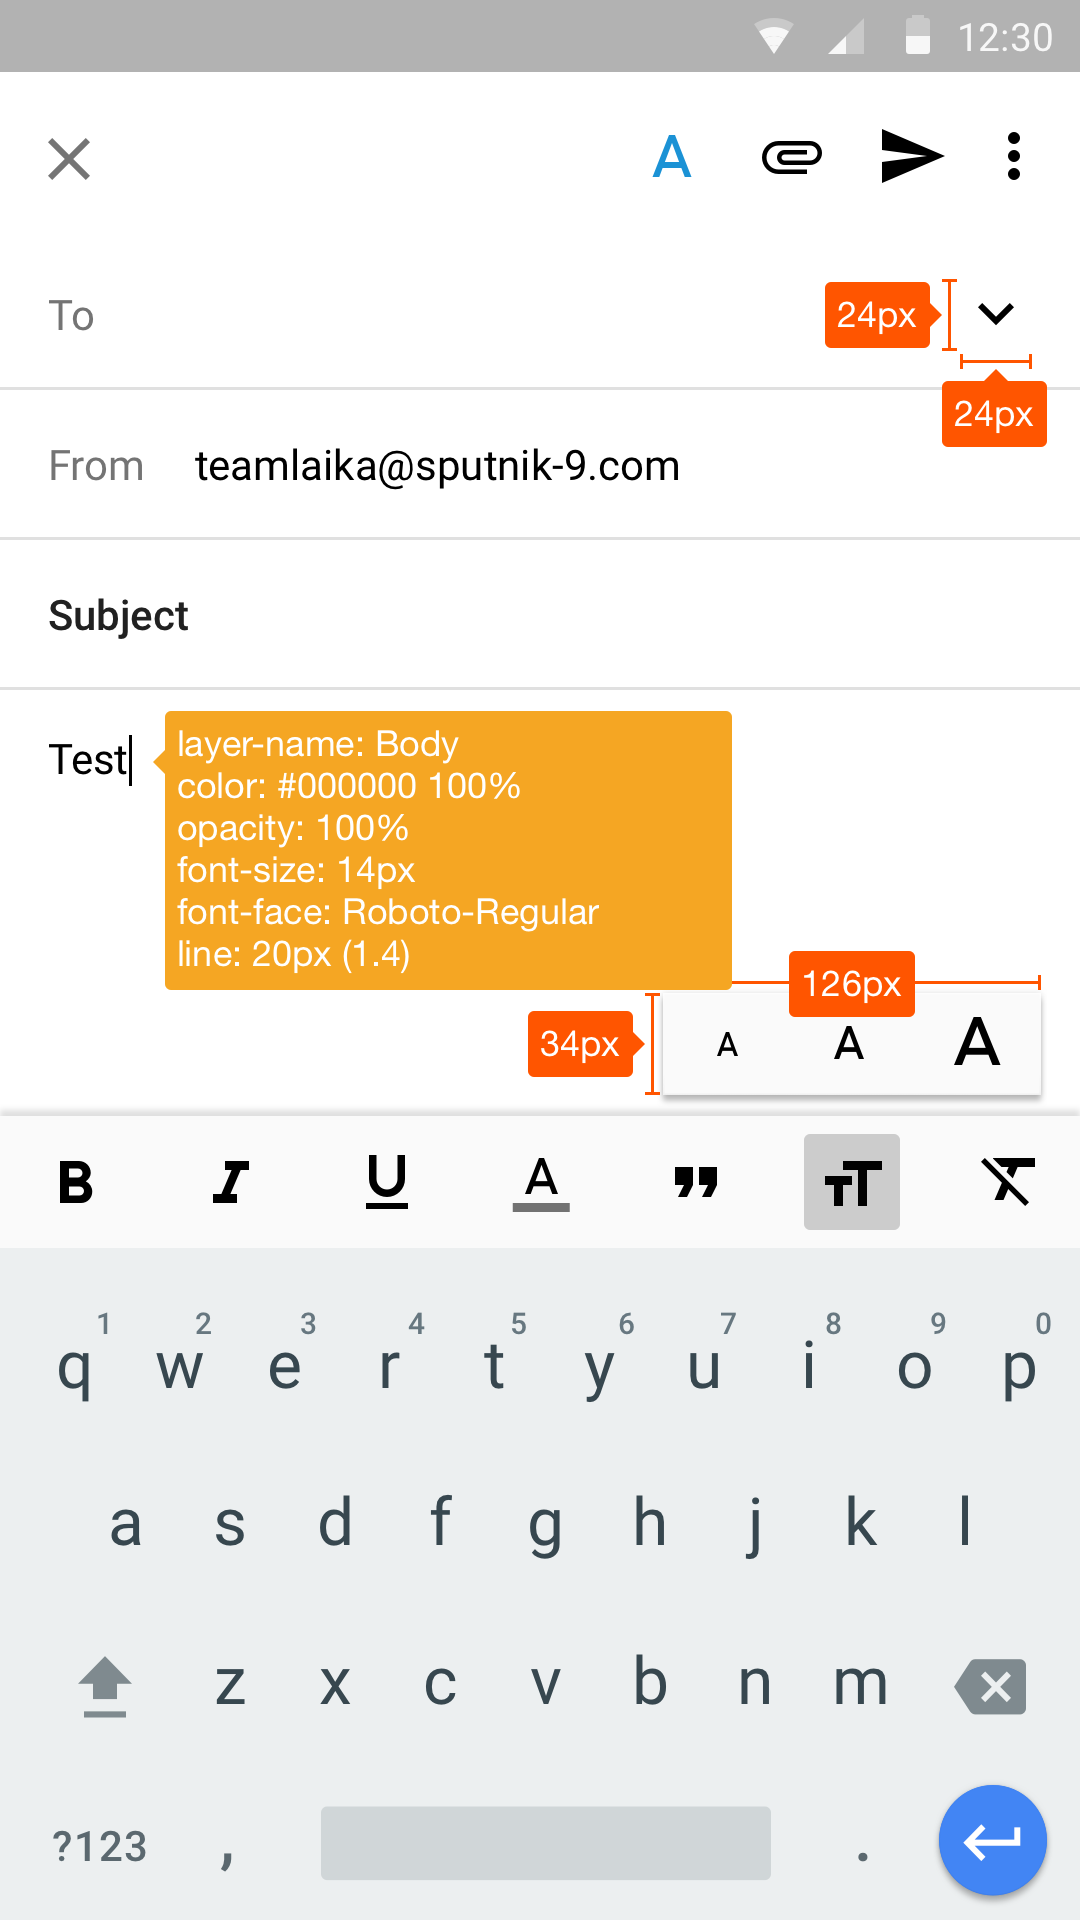 12:30
A
To
24px
24px
From teamlaika@sputnik-9.com
Subject
Test
layer-name: Body
color: #000000 100%
opacity: 100%
font-size: 14px
font-face: Roboto-Regular
line: 20px (1.4)
126px
34px
A A A
B I U A " TT T
1 2 3 4 5 6 7 8 9 0
q w e r t y u i o p
a s d f g h j k l
z x c v b n m
?123 , .